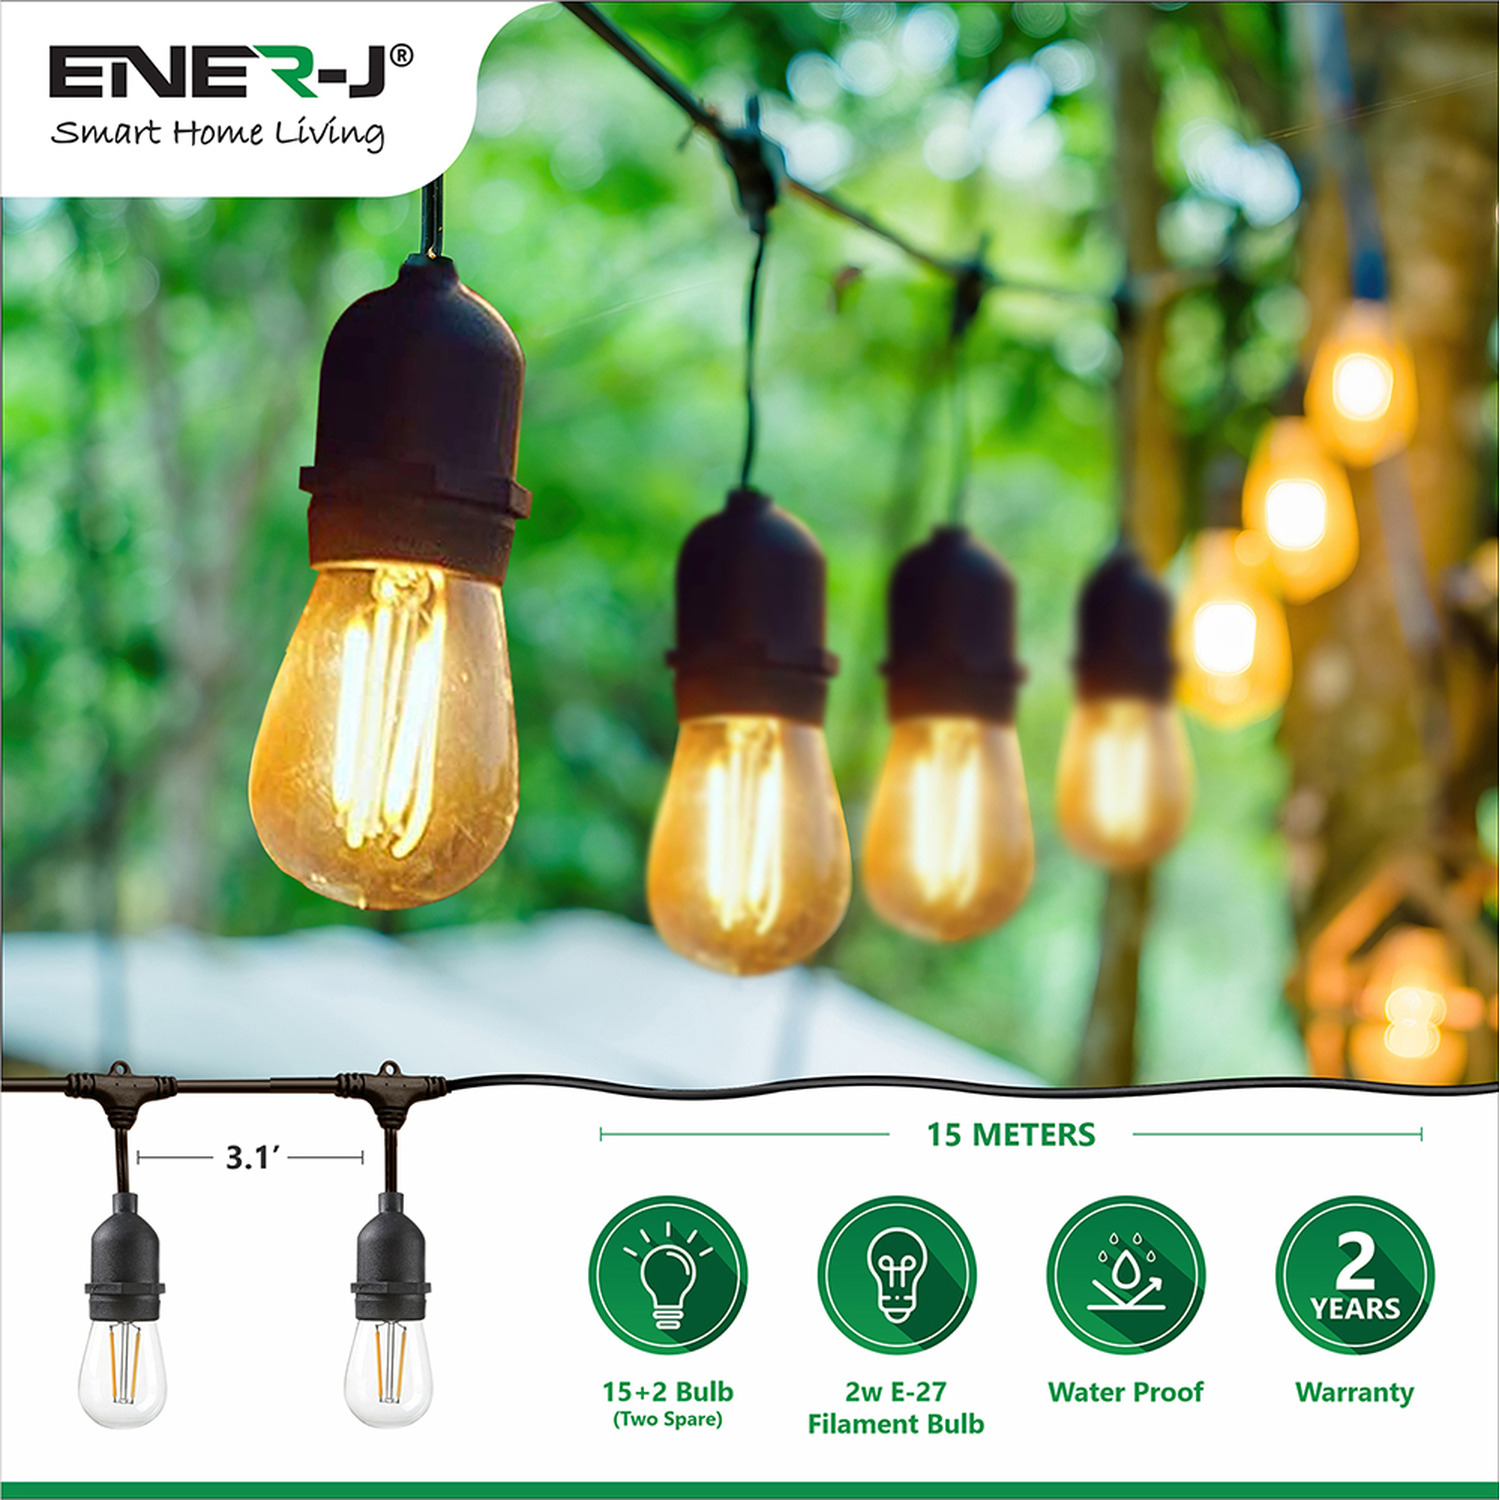 ENER-J®
Smart Home Living
3.1′
15 METERS
2
YEARS
15+2 Bulb
(Two Spare)
2w E-27
Filament Bulb
Water Proof
Warranty